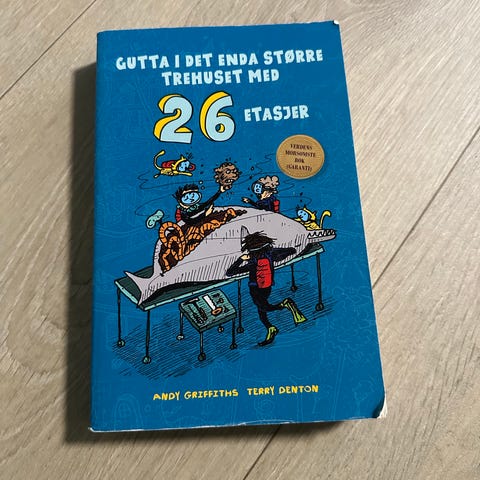 GUTTA I DET ENDA STØRRE
TREHUSET MED
26 ETASJER
VERDENS
MORSOMSTE
BOK
(GARANTI)
ANDY GRIFFITHS TERRY DENTON